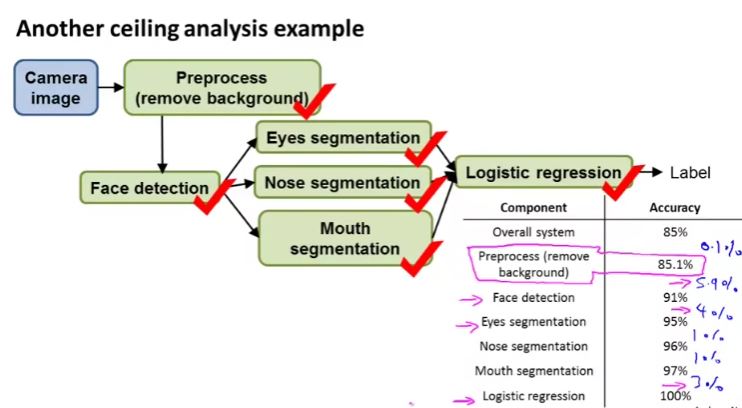 Another ceiling analysis example
Camera
image
Preprocess
(remove background)
Eyes segmentation
Face detection
Nose segmentation
Mouth
segmentation
Logistic regression
Label
Component Accuracy
Overall system 85%
0.1%
Preprocess (remove
background) 85.1%
5.9%
Face detection 91%
4%
Eyes segmentation 95%
1%
Nose segmentation 96%
1%
Mouth segmentation 97%
3%
Logistic regression 100%